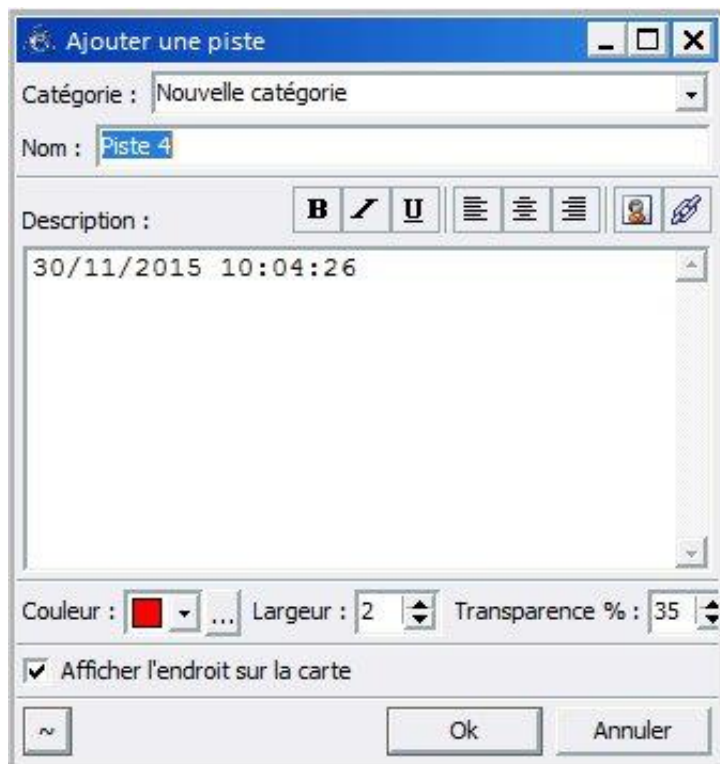 Ajouter une piste
Catégorie : Nouvelle catégorie
Nom : Piste 4
Description : B I U
30/11/2015 10:04:26
Couleur : ... Largeur : 2 Transparence % : 35
Afficher l'endroit sur la carte
~ Ok Annuler